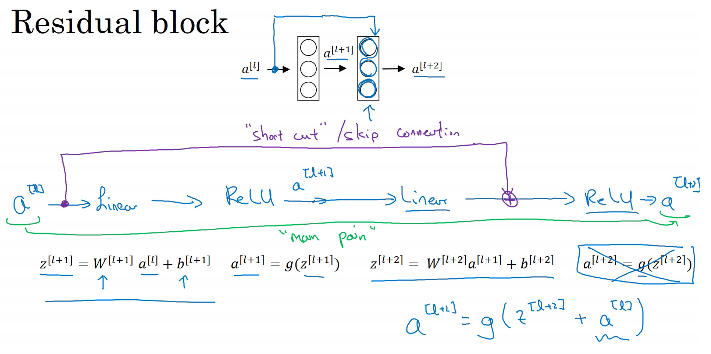 Residual block
a^[l] a^[l+1] a^[l+2]
"short cut" / skip connection
a^[l] → Linear → ReLU a^[l+1] → Linear → ⊕ → ReLU → a^[l+2]
"main path"
z^[l+1] = W^[l+1] a^[l] + b^[l+1] a^[l+1] = g(z^[l+1]) z^[l+2] = W^[l+2] a^[l+1] + b^[l+2] a^[l+2] = g(z^[l+2])
a^[l+2] = g(z^[l+2] + a^[l])